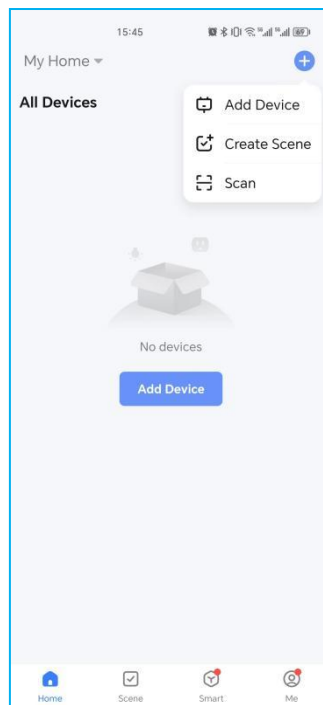 15:45
My Home
All Devices
Add Device
Create Scene
Scan
No devices
Add Device
Home Scene Smart Me